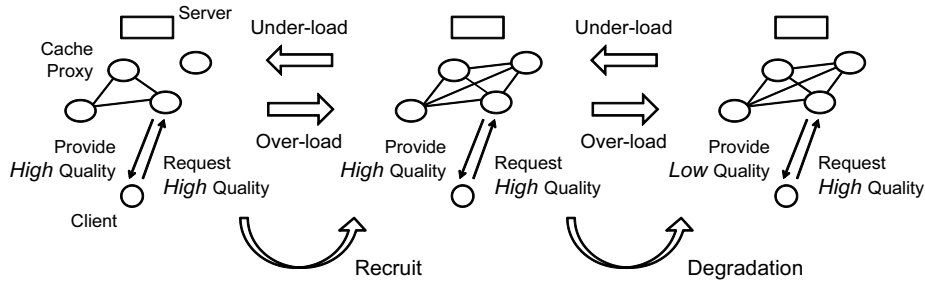 Server
Under-load
Under-load
Cache
Proxy
Over-load
Over-load
Provide
High Quality
Request
High Quality
Provide
High Quality
Request
High Quality
Provide
Low Quality
Request
High Quality
Client
Recruit
Degradation